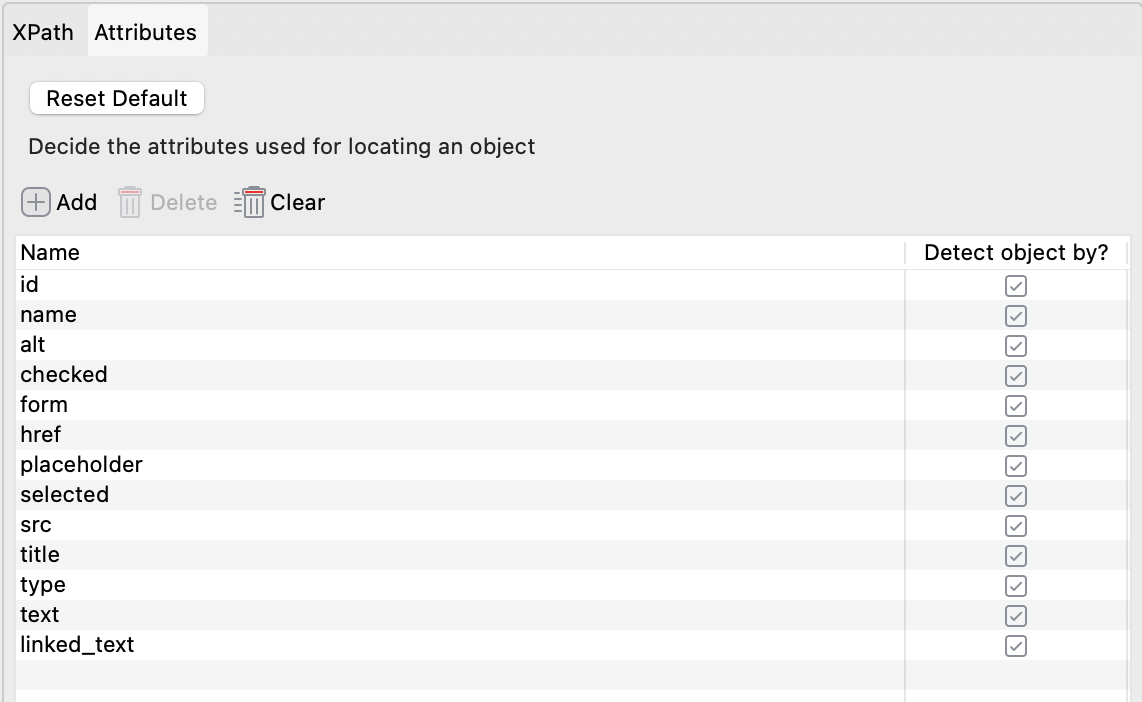 XPath Attributes
Reset Default
Decide the attributes used for locating an object
Add Delete Clear
Name Detect object by?
id
name
alt
checked
form
href
placeholder
selected
src
title
type
text
linked_text